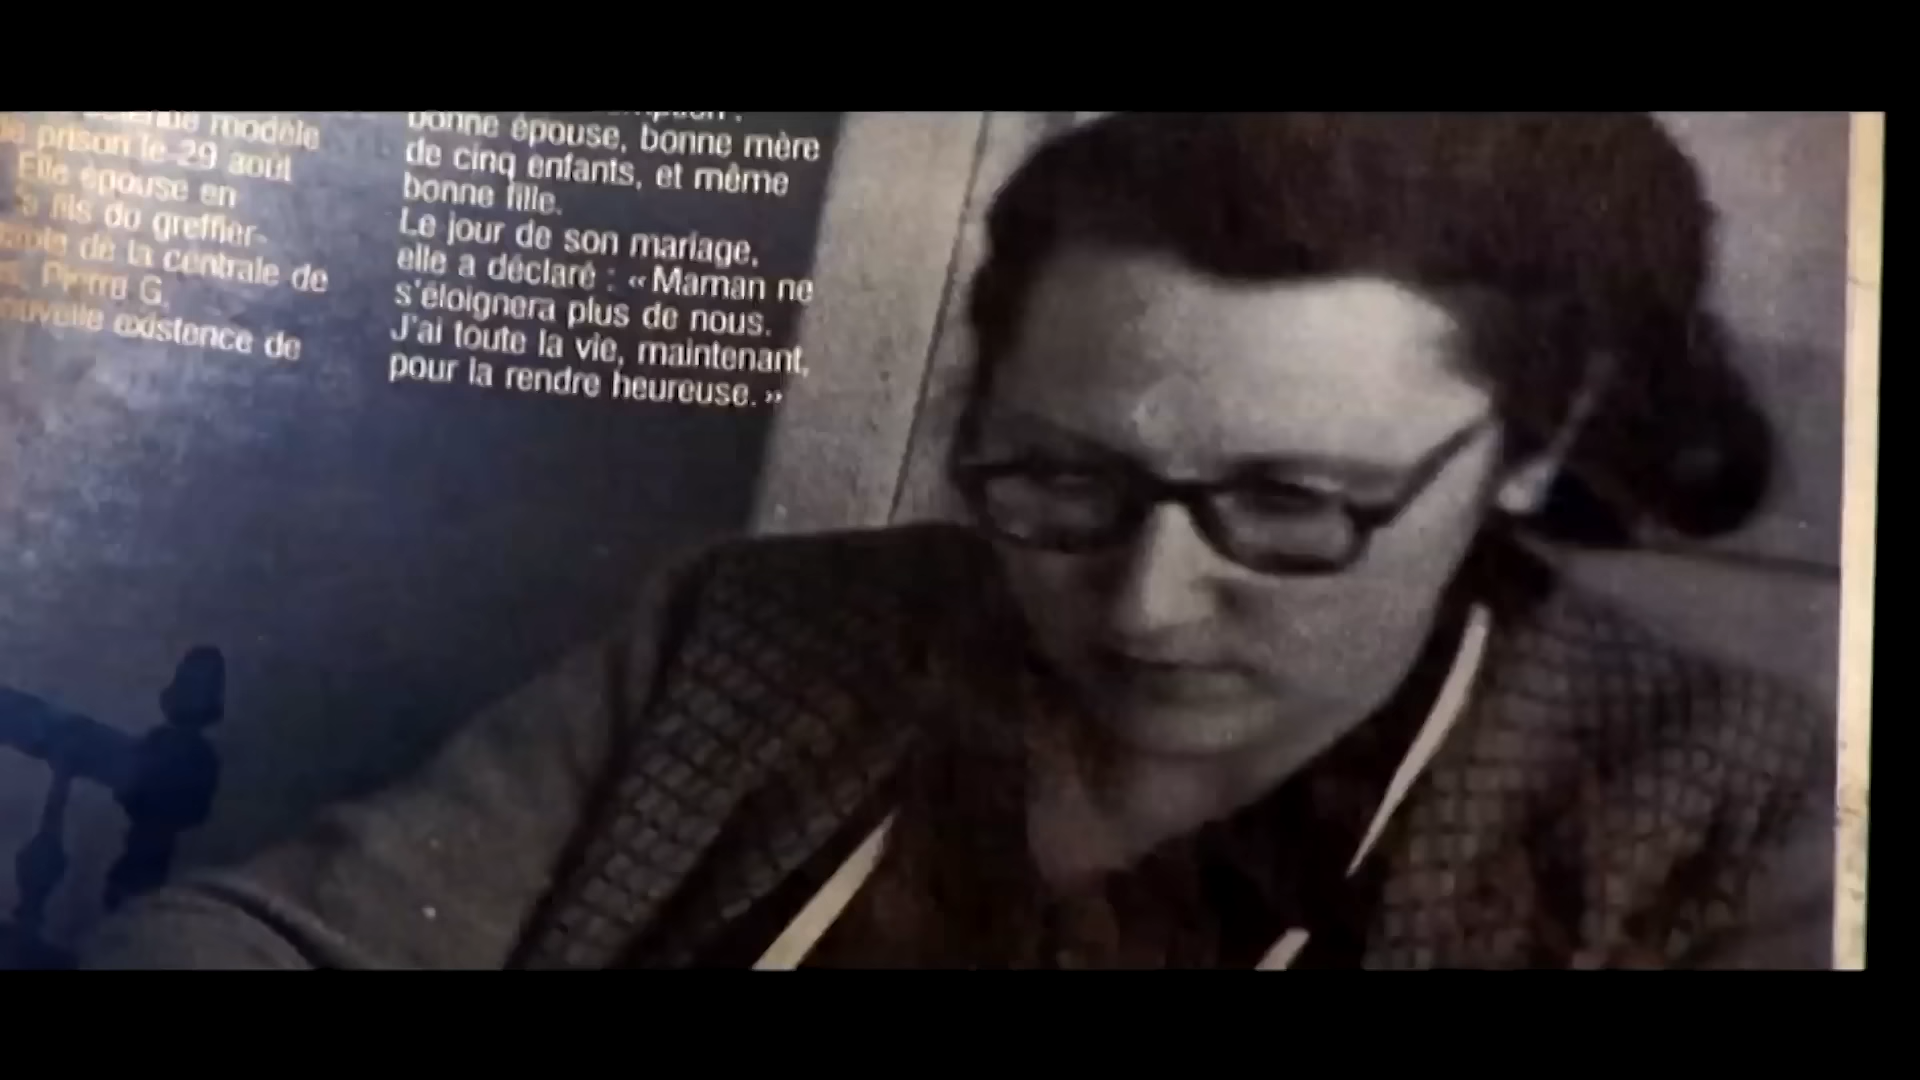 modèle
prison le 29 aout
Elle épouse en
fils du greffier-
de la centrale de
Pierre G.
nouvelle existence de
bonne épouse, bonne mère
de cinq enfants, et même
bonne fille.
Le jour de son mariage,
elle a déclaré : « Maman ne
s'éloignera plus de nous.
J'ai toute la vie, maintenant,
pour la rendre heureuse. »